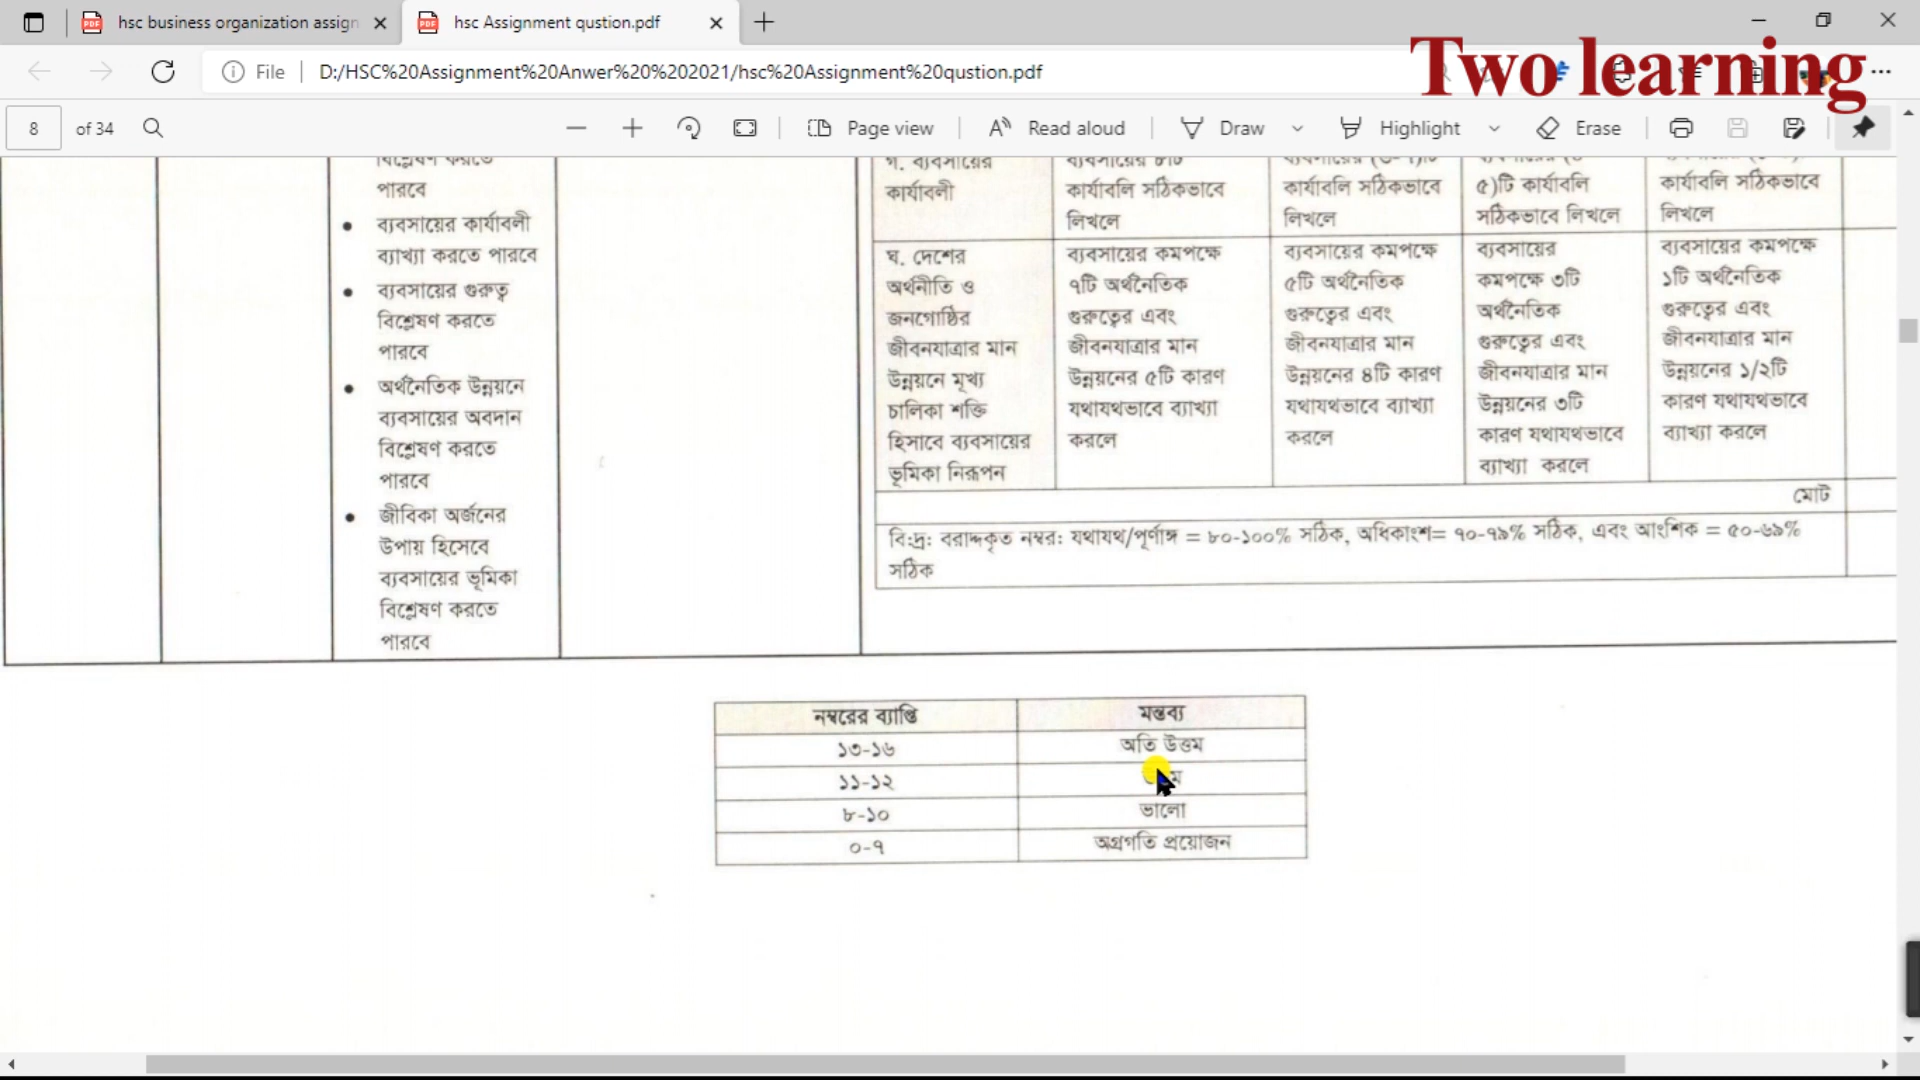 hsc business organization assign
hsc Assignment qustion.pdf
File
D:/HSC%20Assignment%20Anwer%20%202021/hsc%20Assignment%20qustion.pdf
Two learning
8 of 34
Page view
Read aloud
Draw
Highlight
Erase
পারবে
ব্যবসায়ের কার্যাবলী
ব্যাখ্যা করতে পারবে
ব্যবসায়ের গুরুত্ব
বিশ্লেষণ করতে
পারবে
অর্থনৈতিক উন্নয়নে
ব্যবসায়ের অবদান
বিশ্লেষণ করতে
পারবে
জীবিকা অর্জনের
উপায় হিসেবে
ব্যবসায়ের ভূমিকা
বিশ্লেষণ করতে
পারবে
গ. ব্যবসায়ের
কার্যাবলী
ব্যবসায়ের ৮টি
কার্যাবলি সঠিকভাবে
লিখলে
কার্যাবলি সঠিকভাবে
লিখলে
৫)টি কার্যাবলি
সঠিকভাবে লিখলে
কার্যাবলি সঠিকভাবে
লিখলে
ঘ. দেশের
অর্থনীতি ও
জনগোষ্ঠির
জীবনযাত্রার মান
উন্নয়নে মূখ্য
চালিকা শক্তি
হিসাবে ব্যবসায়ের
ভূমিকা নিরূপন
ব্যবসায়ের কমপক্ষে
৭টি অর্থনৈতিক
গুরুত্বের এবং
জীবনযাত্রার মান
উন্নয়নের ৫টি কারণ
যথাযথভাবে ব্যাখ্যা
করলে
ব্যবসায়ের কমপক্ষে
৫টি অর্থনৈতিক
গুরুত্বের এবং
জীবনযাত্রার মান
উন্নয়নের ৪টি কারণ
যথাযথভাবে ব্যাখ্যা
করলে
ব্যবসায়ের
কমপক্ষে ৩টি
অর্থনৈতিক
গুরুত্বের এবং
জীবনযাত্রার মান
উন্নয়নের ৩টি
কারণ যথাযথভাবে
ব্যাখ্যা করলে
ব্যবসায়ের কমপক্ষে
১টি অর্থনৈতিক
গুরুত্বের এবং
জীবনযাত্রার মান
উন্নয়নের ১/২টি
কারণ যথাযথভাবে
ব্যাখ্যা করলে
মোট
বি:দ্র: বরাদ্দকৃত নম্বর: যথাযথ/পূর্ণাঙ্গ = ৮০-১০০% সঠিক, অধিকাংশ= ৭০-৭৯% সঠিক, এবং আংশিক = ৫০-৬৯%
সঠিক
নম্বরের ব্যাপ্তি মন্তব্য
১৩-১৬ অতি উত্তম
১১-১২
৮-১০ ভালো
০-৭ অগ্রগতি প্রয়োজন